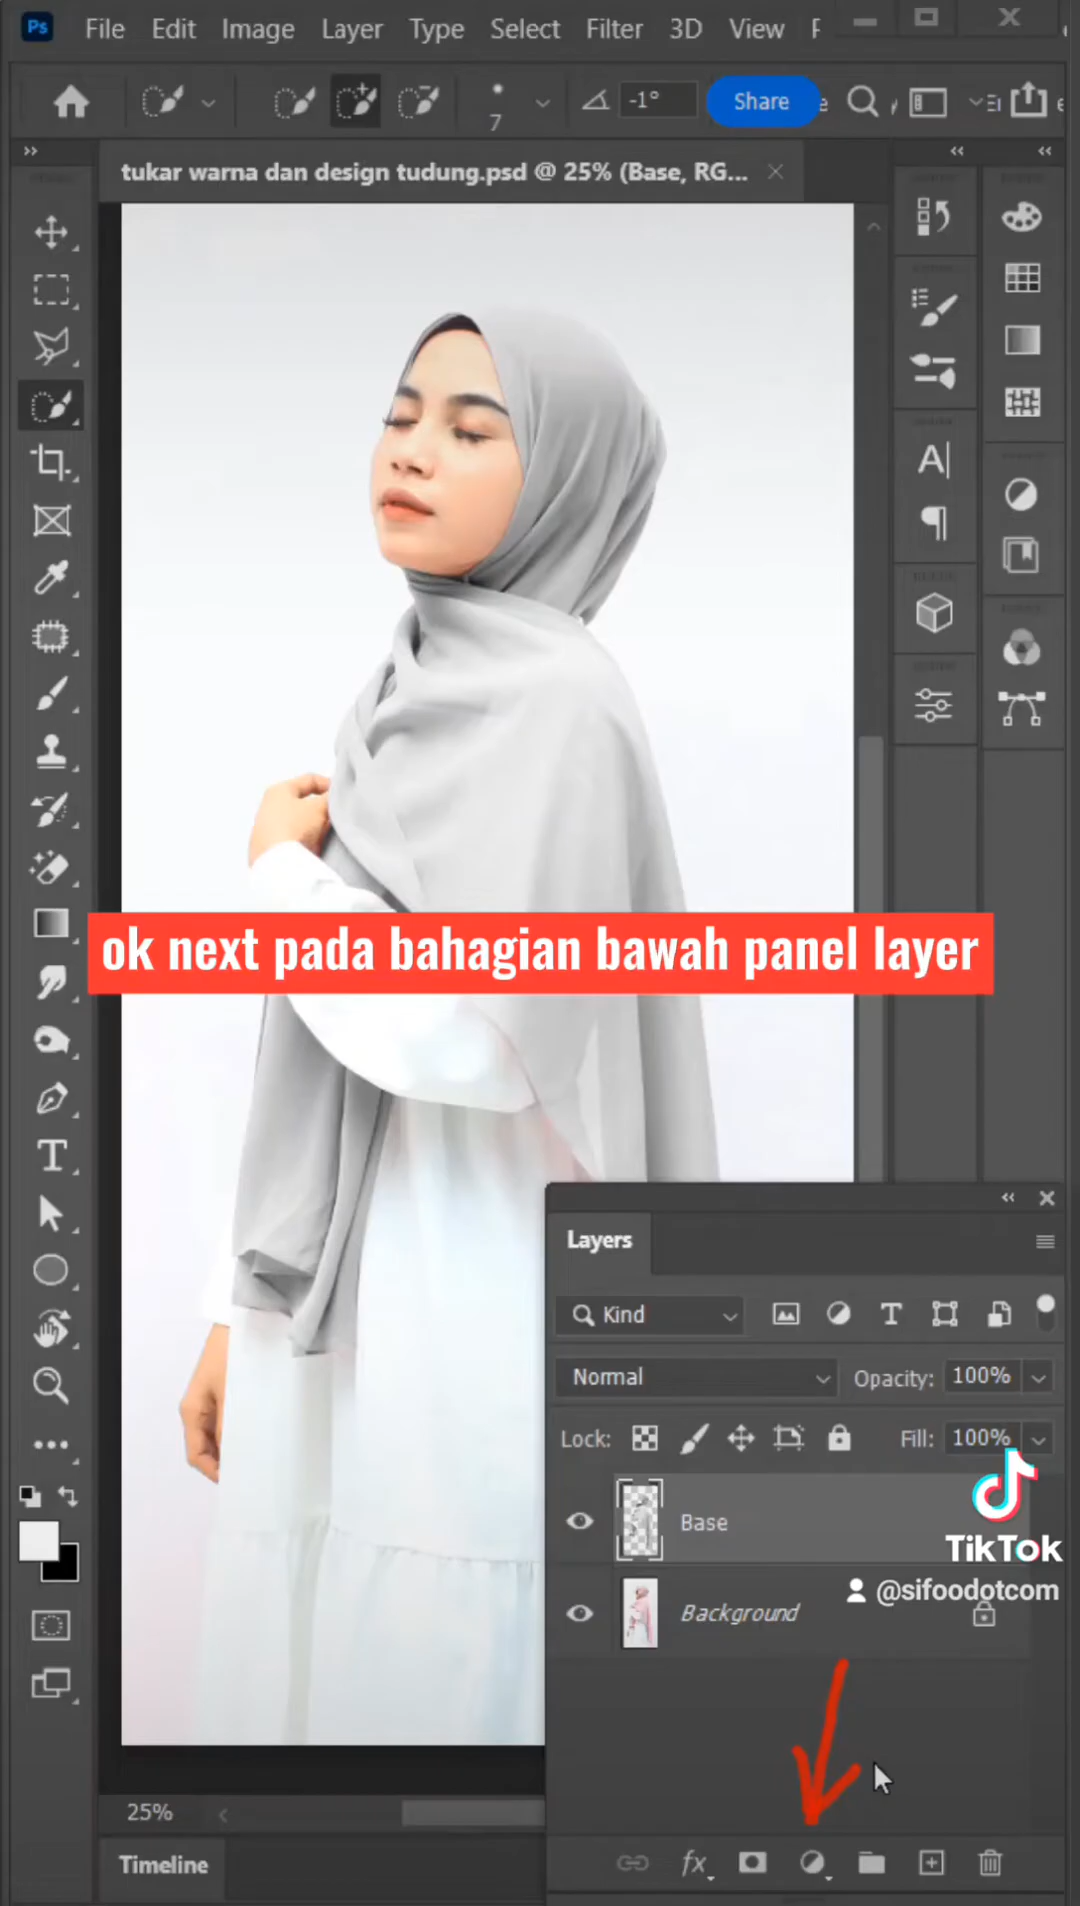 Ps File Edit Image Layer Type Select Filter 3D View
7 -1° Share
tukar warna dan design tudung.psd @ 25% (Base, RG...
ok next pada bahagian bawah panel layer
Layers
Kind
Normal Opacity: 100%
Lock: Fill: 100%
Base
TikTok
@sifoodotcom
Background
25%
Timeline
fx